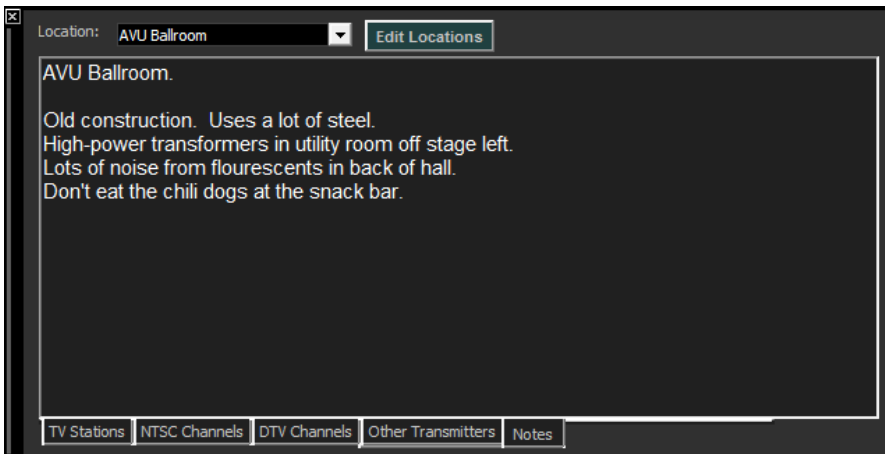 Location: AVU Ballroom Edit Locations
AVU Ballroom.
Old construction.  Uses a lot of steel.
High-power transformers in utility room off stage left.
Lots of noise from flourescents in back of hall.
Don't eat the chili dogs at the snack bar.
TV Stations NTSC Channels DTV Channels Other Transmitters Notes